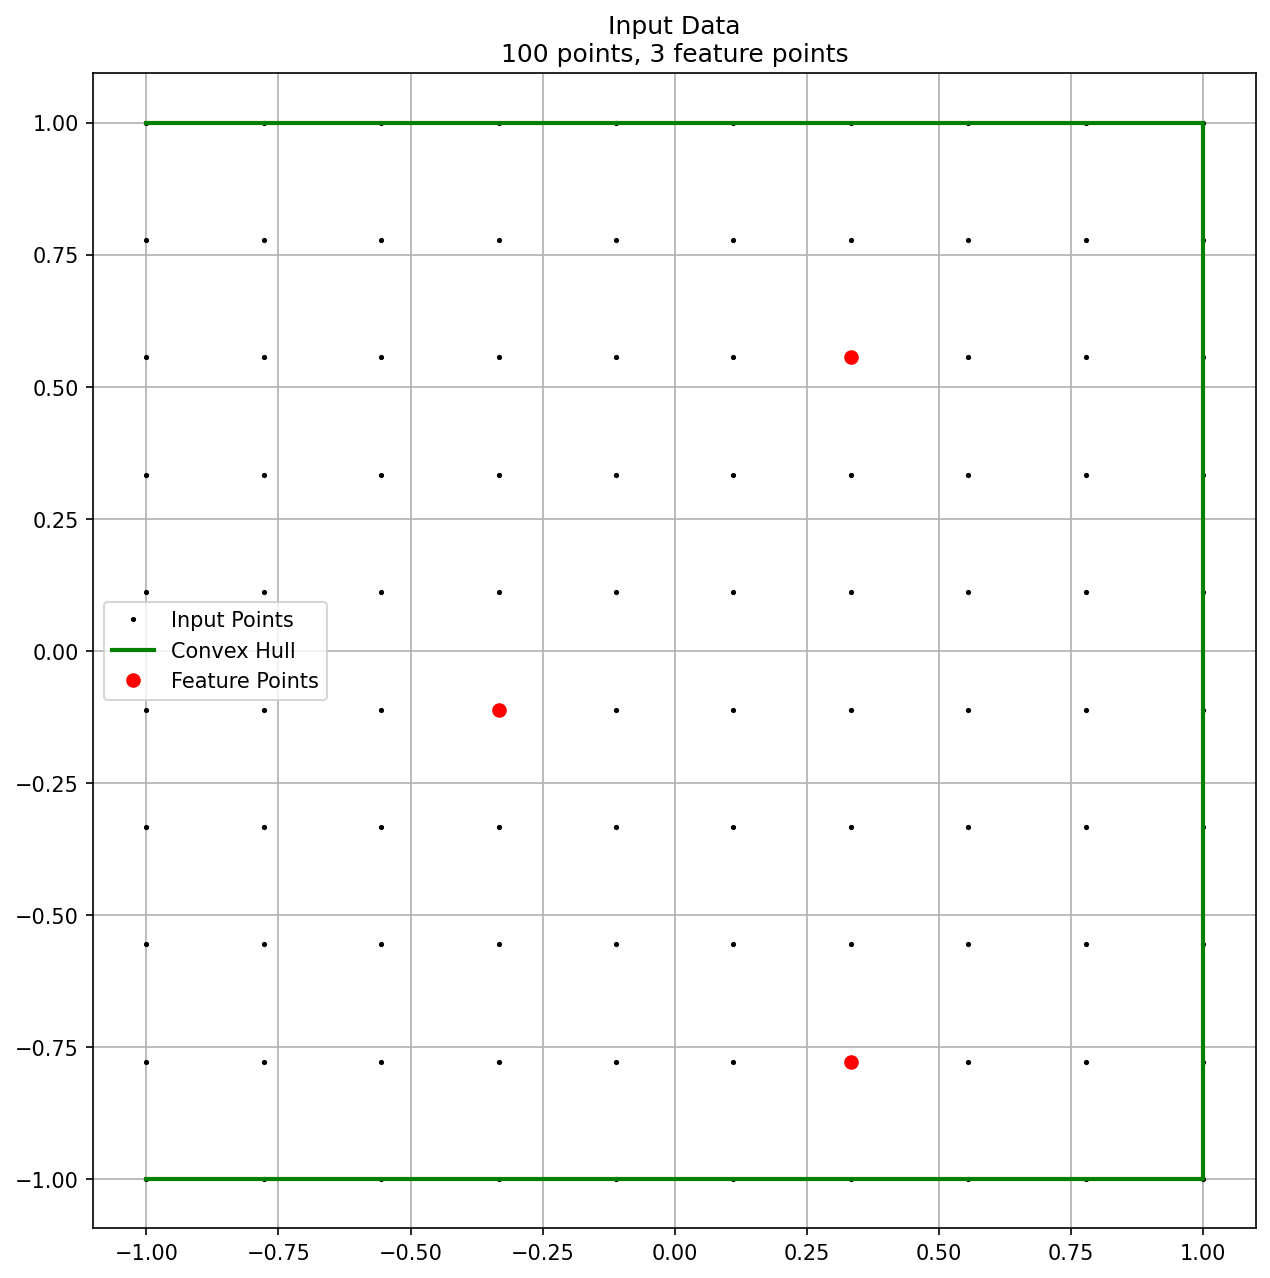 Input Data
100 points, 3 feature points
1.00
0.75
0.50
0.25
0.00
−0.25
−0.50
−0.75
−1.00
Input Points
Convex Hull
Feature Points
−1.00 −0.75 −0.50 −0.25 0.00 0.25 0.50 0.75 1.00